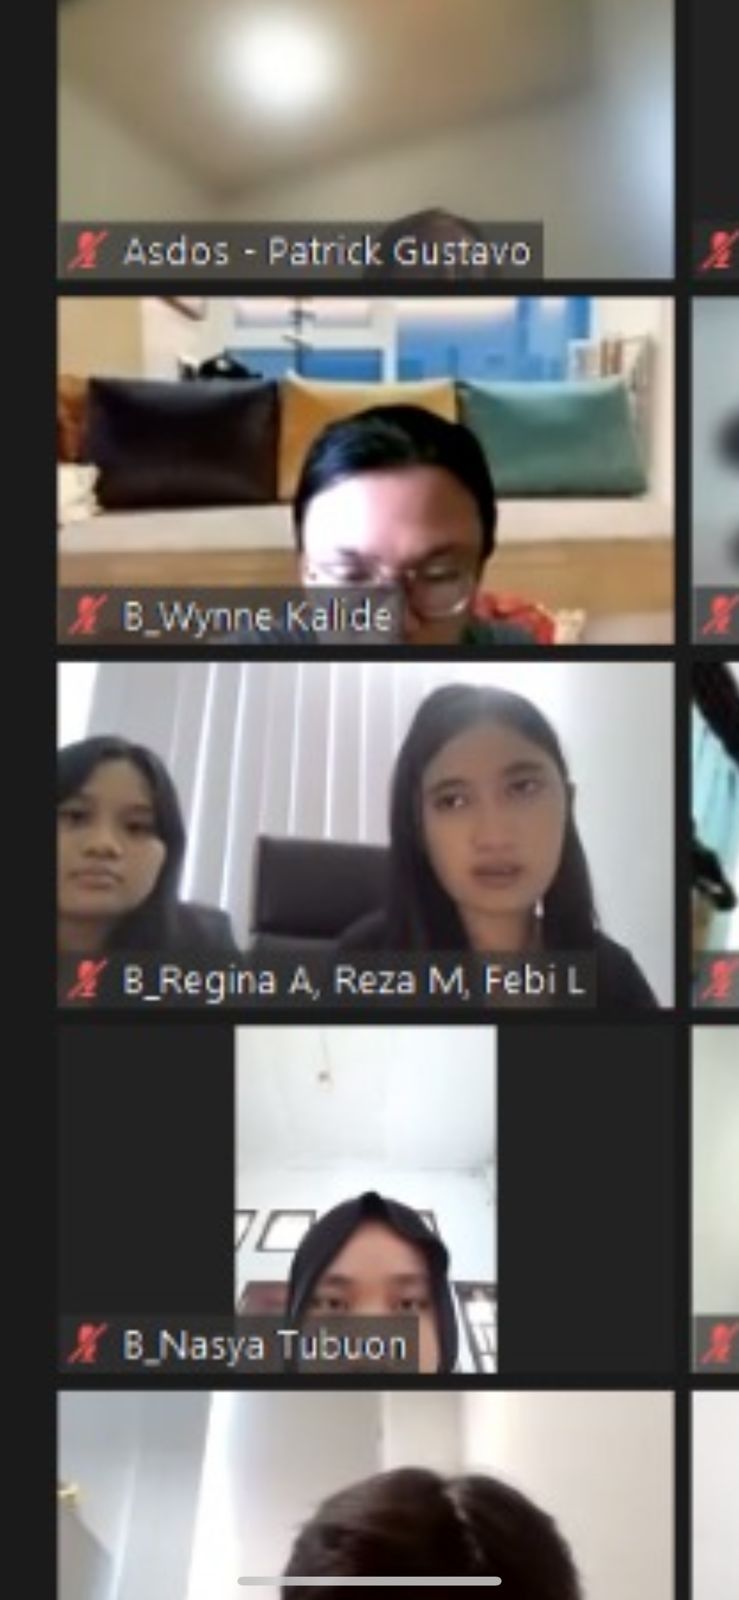 Asdos - Patrick Gustavo
B_Wynne Kalide
B_Regina A, Reza M, Febi L
B_Nasya Tubuon